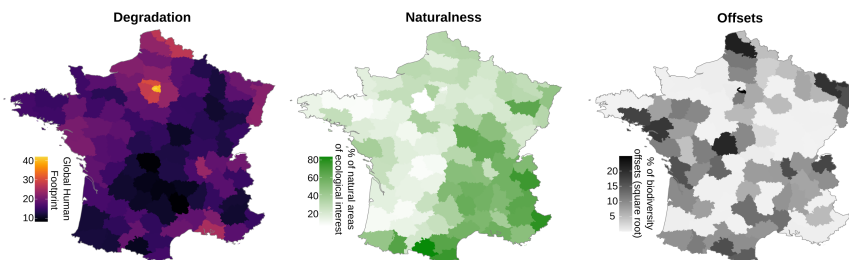 Degradation
Naturalness
Offsets
40
30
20
10
Global Human
Footprint
80
60
40
20
% of natural areas
of ecological interest
20
15
10
5
% of biodiversity
offsets (square root)